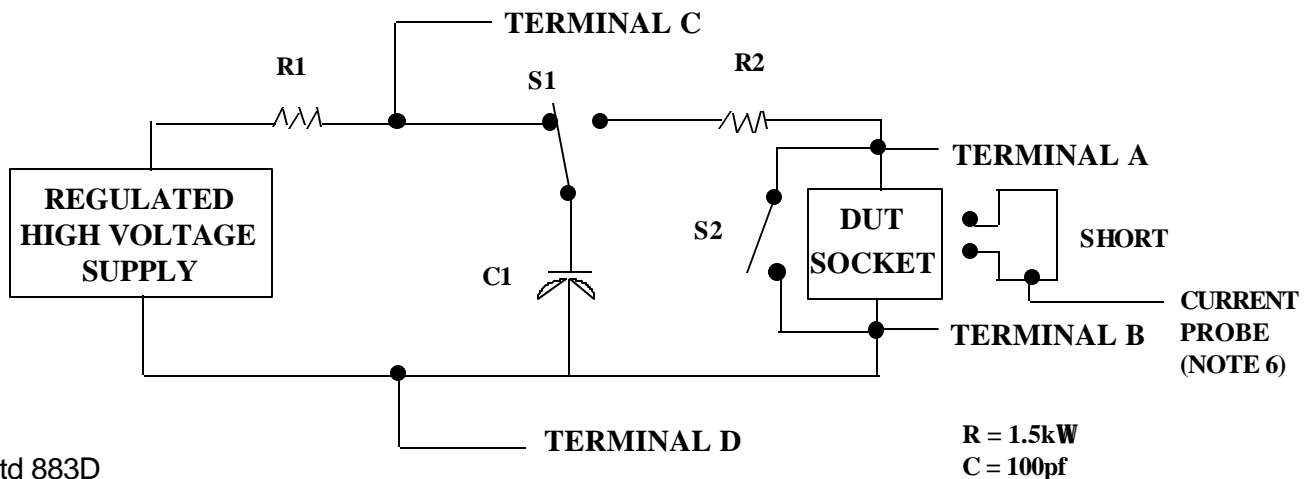 TERMINAL C
R1
S1
R2
TERMINAL A
REGULATED
HIGH VOLTAGE
SUPPLY
S2
DUT
SOCKET
SHORT
C1
CURRENT
PROBE
(NOTE 6)
TERMINAL B
TERMINAL D
R = 1.5kW
C = 100pf
td 883D